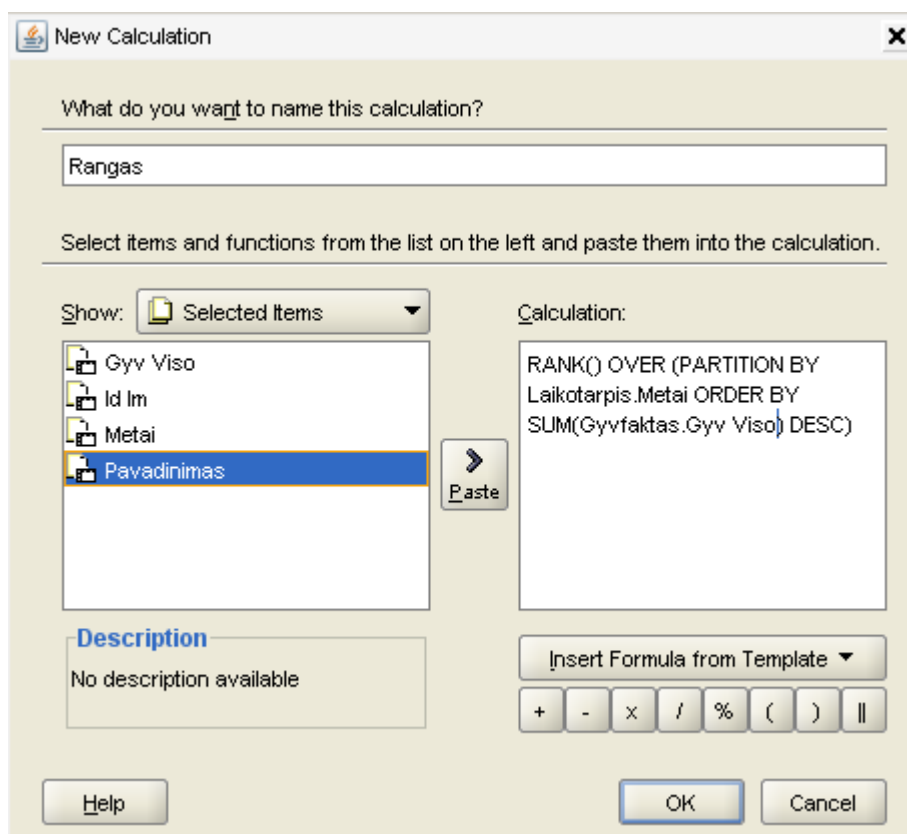 New Calculation
What do you want to name this calculation?
Rangas
Select items and functions from the list on the left and paste them into the calculation.
Show: Selected Items
Gyv Viso
Id Im
Metai
Pavadinimas
Description
No description available
Paste
Calculation:
RANK() OVER (PARTITION BY
Laikotarpis.Metai ORDER BY
SUM(Gyvfaktas.Gyv Viso) DESC)
Insert Formula from Template
+ - x / % ( ) ||
Help
OK
Cancel